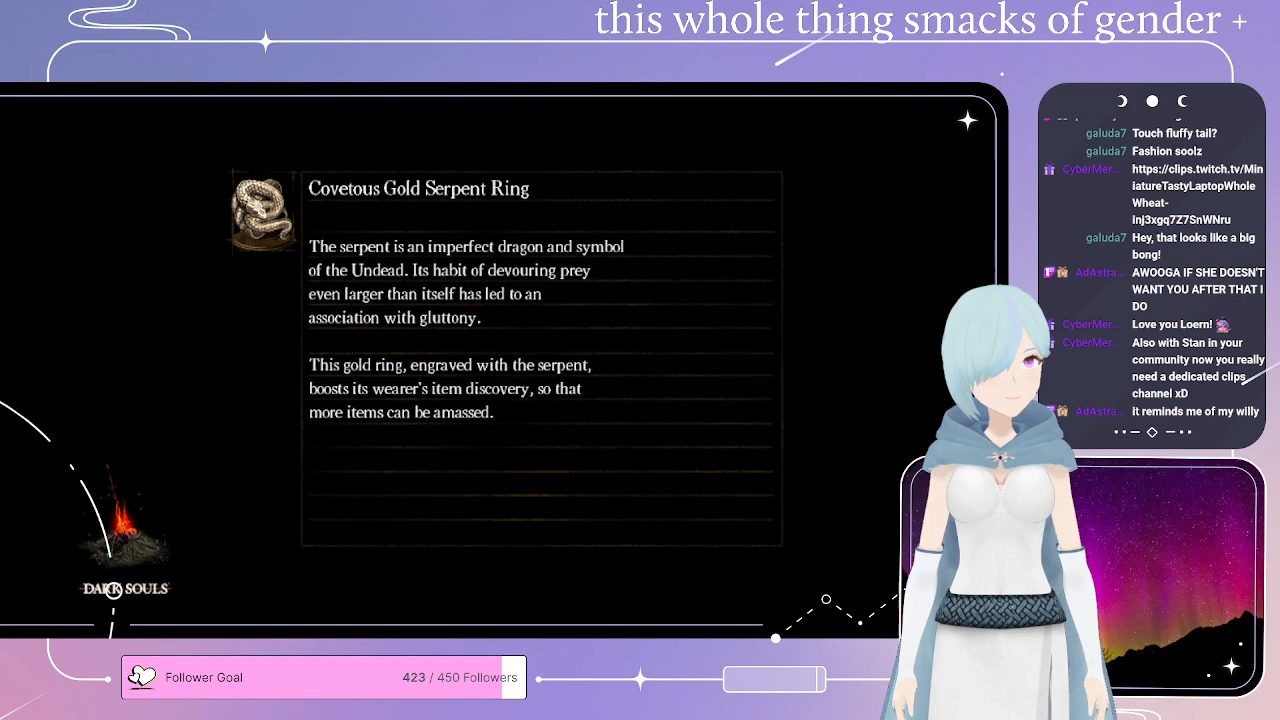 this whole thing smacks of gender +
Covetous Gold Serpent Ring
The serpent is an imperfect dragon and symbol
of the Undead. Its habit of devouring prey
even larger than itself has led to an
association with gluttony.
This gold ring, engraved with the serpent,
boosts its wearer's item discovery, so that
more items can be amassed.
DARK SOULS
galuda7 Touch fluffy tail?
galuda7 Fashion soolz
CyberMer... https://clips.twitch.tv/Min
iatureTastyLaptopWhole
Wheat-
inj3xgq7Z7SnWNru
galuda7 Hey, that looks like a big
bong!
AdAstra... AWOOGA IF SHE DOESN'T
WANT YOU AFTER THAT I
DO
CyberMer... Love you Loern!
CyberMer... Also with Stan in your
community now you really
need a dedicated clips
channel xD
AdAstra... it reminds me of my willy
Follower Goal 423 / 450 Followers